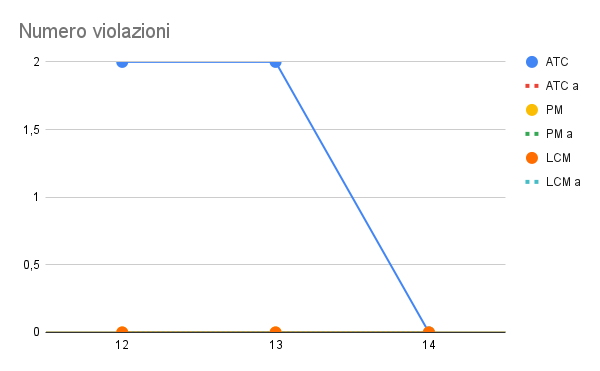 Numero violazioni
2
1,5
1
0,5
0
12
13
14
ATC
ATC a
PM
PM a
LCM
LCM a